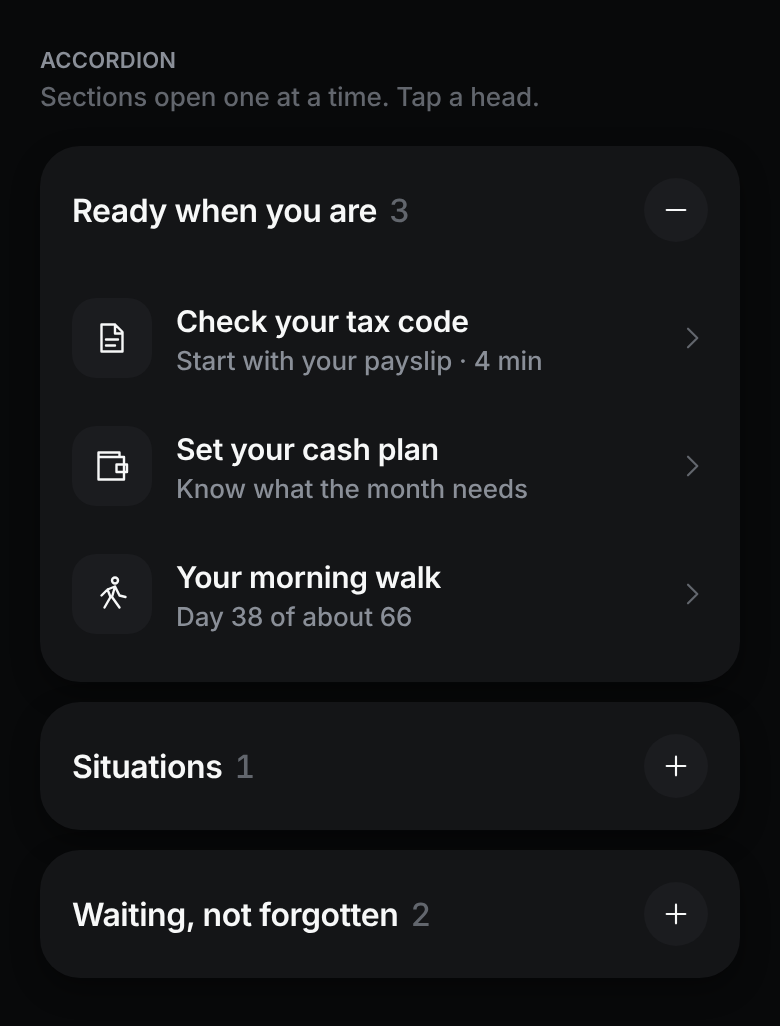 ACCORDION
Sections open one at a time. Tap a head.
Ready when you are 3
Check your tax code
Start with your payslip · 4 min
Set your cash plan
Know what the month needs
Your morning walk
Day 38 of about 66
Situations 1
Waiting, not forgotten 2